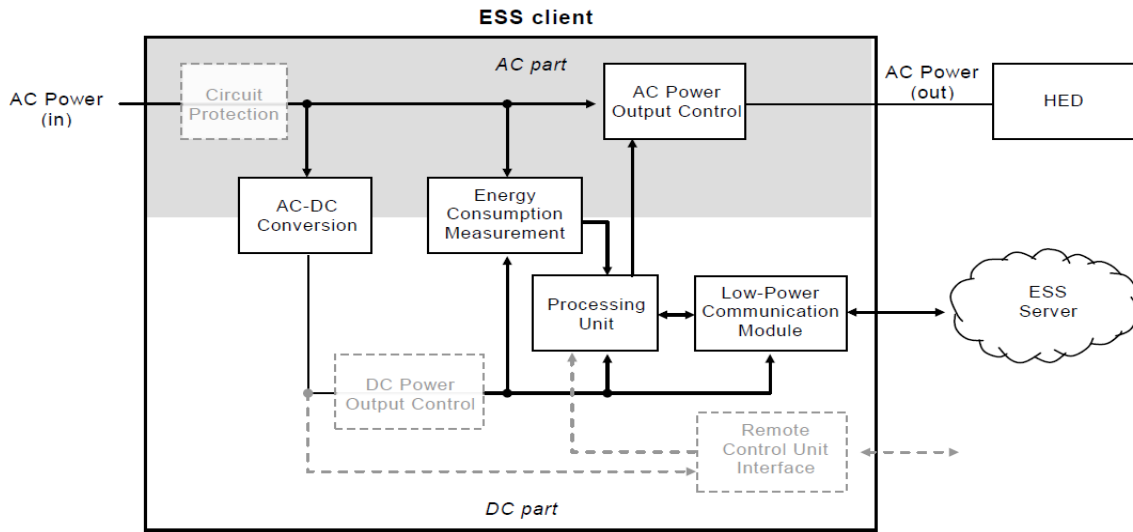 ESS client
AC part
AC Power
(in)
Circuit
Protection
AC Power
Output Control
AC Power
(out)
HED
AC-DC
Conversion
Energy
Consumption
Measurement
Processing
Unit
Low-Power
Communication
Module
ESS
Server
DC Power
Output Control
Remote
Control Unit
Interface
DC part